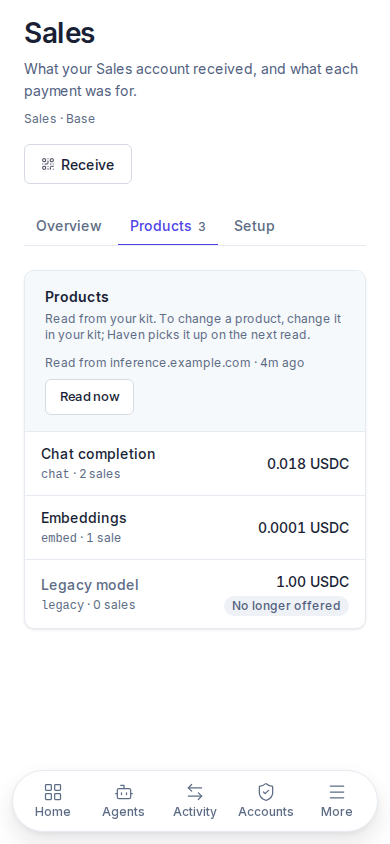 Sales
What your Sales account received, and what each
payment was for.
Sales · Base
Receive
Overview
Products 3
Setup
Products
Read from your kit. To change a product, change it
in your kit; Haven picks it up on the next read.
Read from inference.example.com · 4m ago
Read now
Chat completion
0.018 USDC
chat · 2 sales
Embeddings
0.0001 USDC
embed · 1 sale
Legacy model
1.00 USDC
legacy · 0 sales
No longer offered
Home
Agents
Activity
Accounts
More